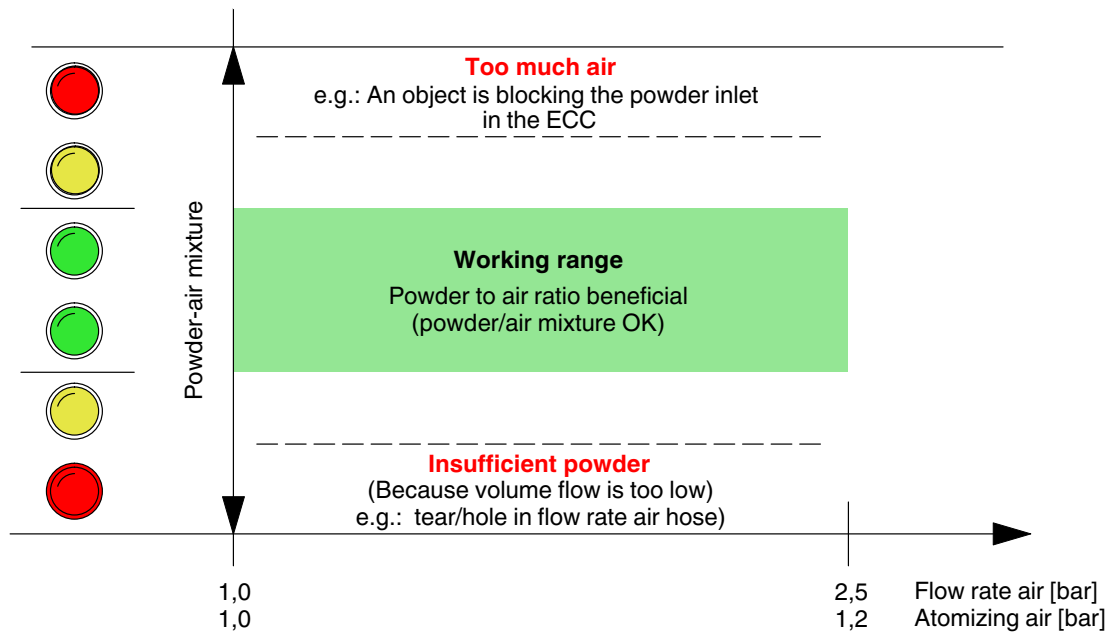 Too much air
e.g.: An object is blocking the powder inlet
in the ECC
Powder-air mixture
Working range
Powder to air ratio beneficial
(powder/air mixture OK)
Insufficient powder
(Because volume flow is too low)
e.g.: tear/hole in flow rate air hose)
1,0 2,5 Flow rate air [bar]
1,0 1,2 Atomizing air [bar]